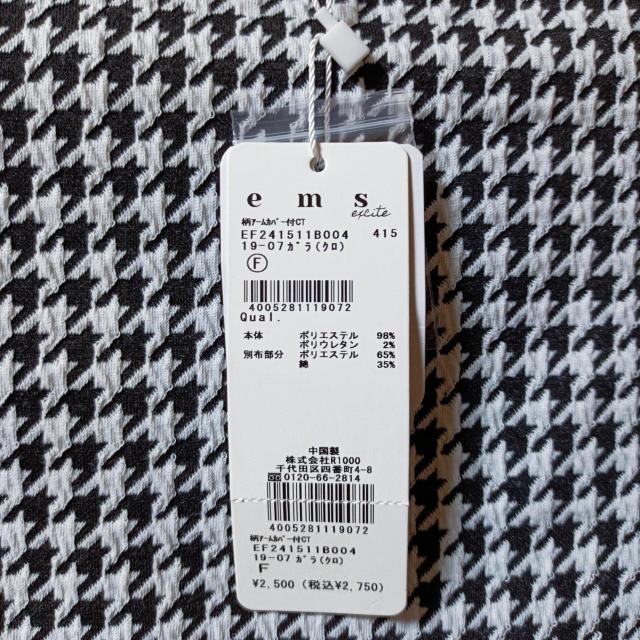 ems
excite
柄ｱｰﾑｶﾊﾞｰ付CT
EF241511B004 415
19-07ｶﾞﾗ(ｸﾛ)
F
4005281119072
Qual.
本体 ポリエステル 98%
ポリウレタン 2%
別布部分 ポリエステル 65%
綿 35%
中国製
株式会社R1000
千代田区四番町4-8
0120-66-2814
4005281119072
柄ｱｰﾑｶﾊﾞｰ付CT
EF241511B004
19-07 ｶﾞﾗ(ｸﾛ)
F
¥2,500 (税込¥2,750)